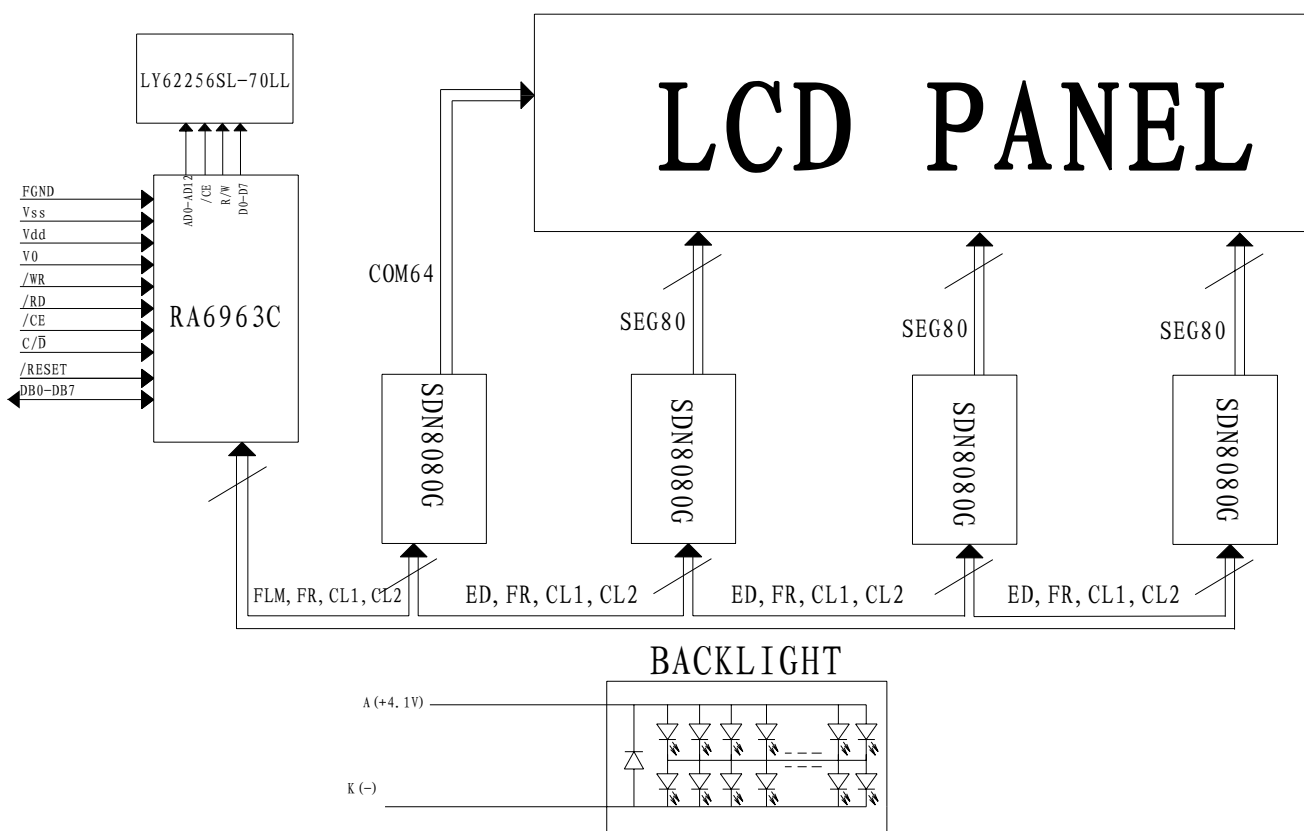 LY62256SL-70LL
LCD PANEL
AD0-AD12
/CE
R/W
D0-D7
FGND
Vss
Vdd
V0
/WR
/RD
/CE
C/D̅
/RESET
DB0-DB7
RA6963C
COM64
SEG80
SEG80
SEG80
SDN8080G
SDN8080G
SDN8080G
SDN8080G
FLM, FR, CL1, CL2
ED, FR, CL1, CL2
ED, FR, CL1, CL2
ED, FR, CL1, CL2
BACKLIGHT
A(+4.1V)
K(-)